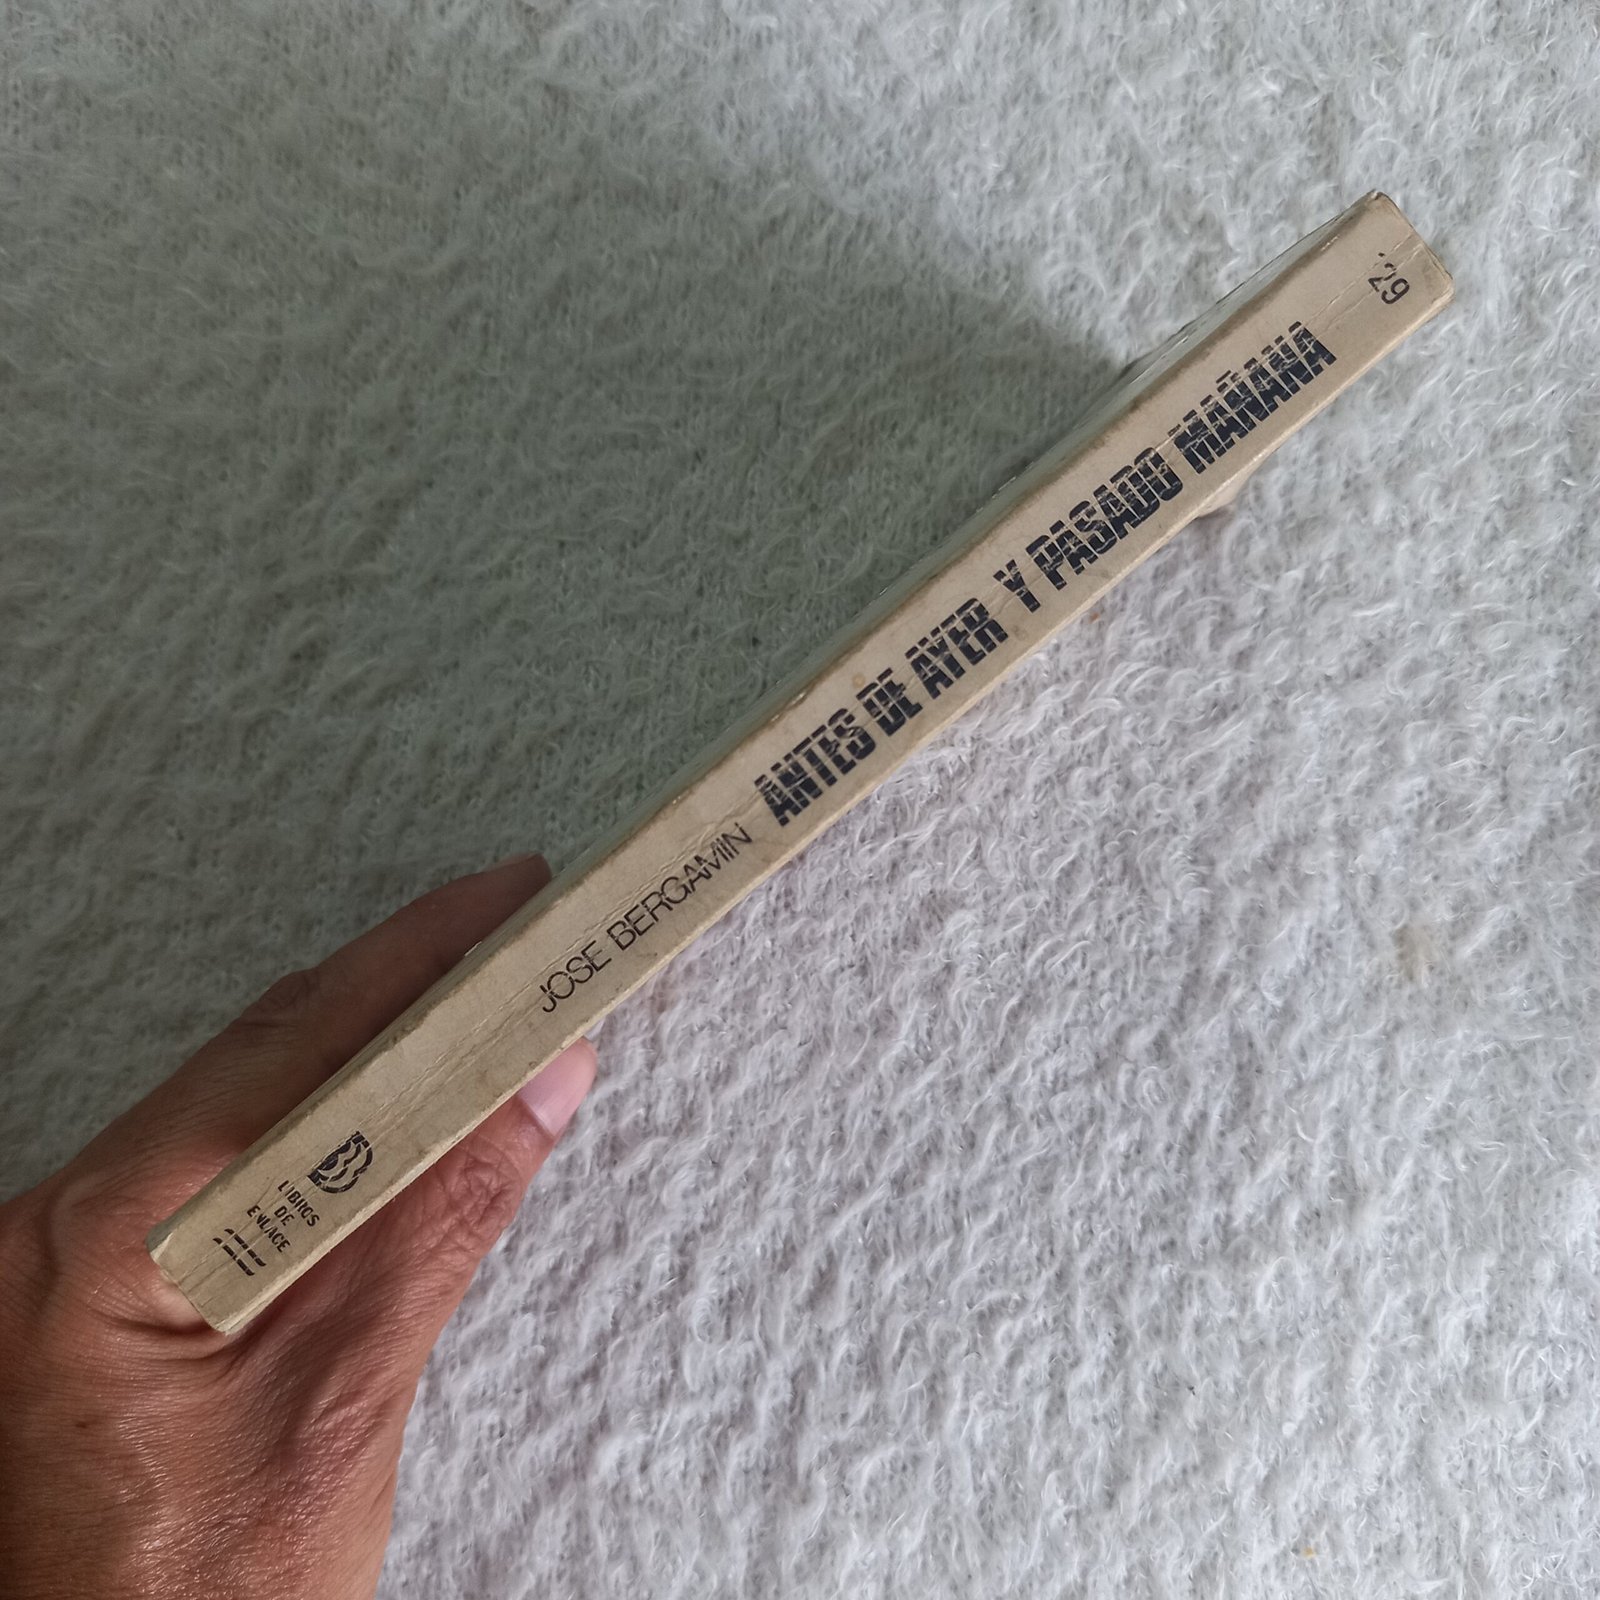 JOSE BERGAMIN ANTES DE AYER Y PASADO MAÑANA
29
LIBROS
DE
ENLACE